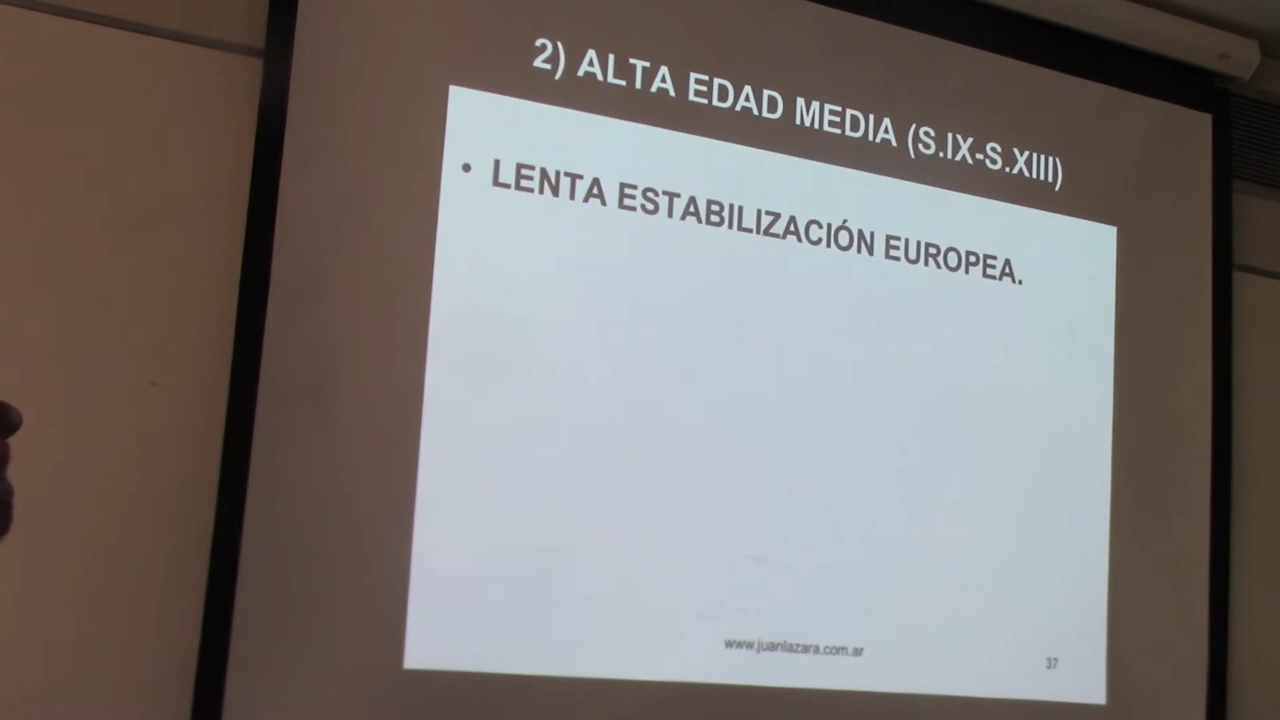 2) ALTA EDAD MEDIA (S.IX-S.XIII)
• LENTA ESTABILIZACIÓN EUROPEA.
www.juanlazara.com.ar
37